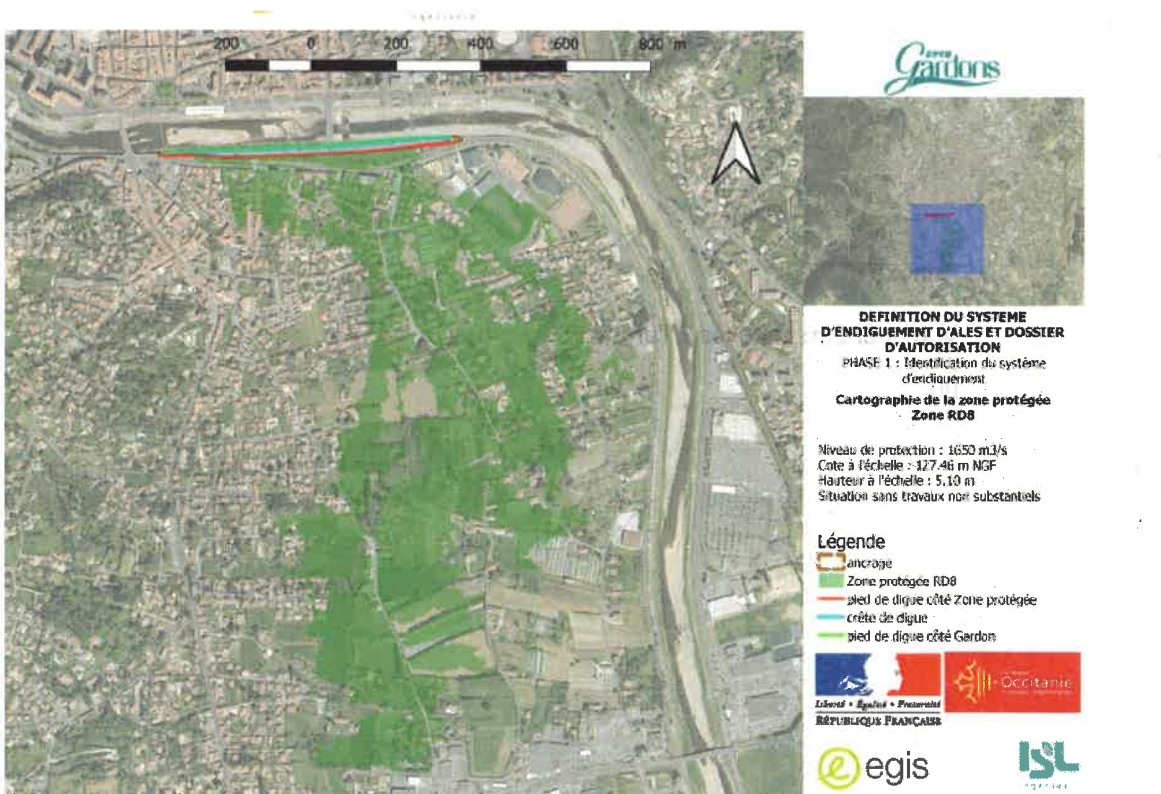 200 0 200 400 600 800 m
EPTB
Gardons
DEFINITION DU SYSTEME
D'ENDIGUEMENT D'ALES ET DOSSIER
D'AUTORISATION
PHASE 1 : Identification du système
d'endiguement
Cartographie de la zone protégée
Zone RD8
Niveau de protection : 1650 m3/s
Cote à l'échelle : 127.46 m NGF
Hauteur à l'échelle : 5.10 m
Situation sans travaux non substantiels
Légende
ancrage
Zone protégée RD8
pied de digue côté Zone protégée
crête de digue
pied de digue côté Gardon
Liberté • Égalité • Fraternité
RÉPUBLIQUE FRANÇAISE
Occitanie
egis
ISL